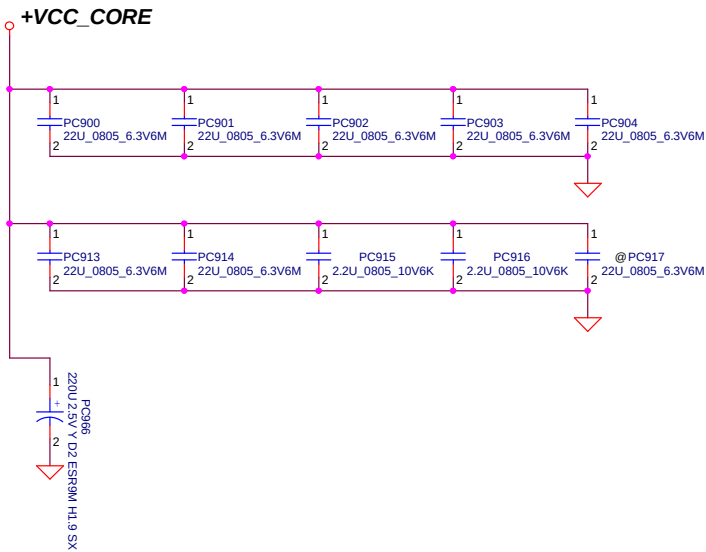 +VCC_CORE
1 1 1 1 1
PC900 PC901 PC902 PC903 PC904
22U_0805_6.3V6M 22U_0805_6.3V6M 22U_0805_6.3V6M 22U_0805_6.3V6M 22U_0805_6.3V6M
2 2 2 2 2
1 1 1 1 1
PC913 PC914 PC915 PC916 @PC917
22U_0805_6.3V6M 22U_0805_6.3V6M 2.2U_0805_10V6K 2.2U_0805_10V6K 22U_0805_6.3V6M
2 2 2 2 2
1
+
2
PC966
220U 2.5V Y D2 ESR9M H1.9 SX